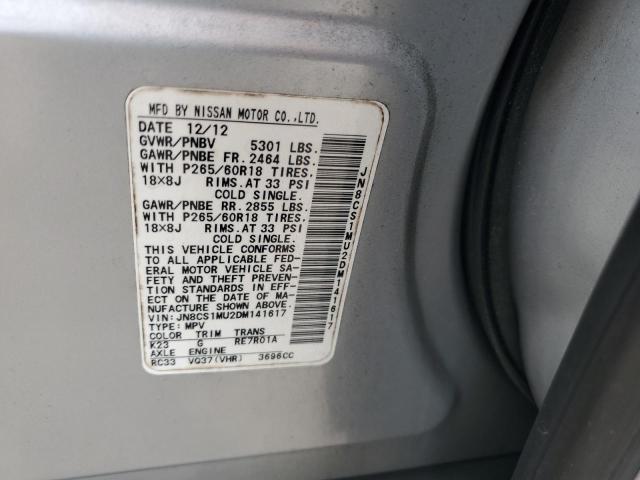 MFD BY NISSAN MOTOR CO.,LTD.
DATE 12/12
GVWR/PNBV 5301 LBS.
GAWR/PNBE FR. 2464 LBS.
WITH P265/60R18 TIRES.
18×8J RIMS.AT 33 PSI
COLD SINGLE.
GAWR/PNBE RR. 2855 LBS.
WITH P265/60R18 TIRES.
18×8J RIMS.AT 33 PSI
COLD SINGLE.
THIS VEHICLE CONFORMS
TO ALL APPLICABLE FED-
ERAL MOTOR VEHICLE SA-
FETY AND THEFT PREVEN-
TION STANDARDS IN EFF-
ECT ON THE DATE OF MA-
NUFACTURE SHOWN ABOVE.
VIN: JN8CS1MU2DM141617
TYPE: MPV
COLOR TRIM TRANS
K23 G RE7R01A
AXLE ENGINE
RC33 VQ37(VHR) 3696CC
JN8CS1MU2DM141617